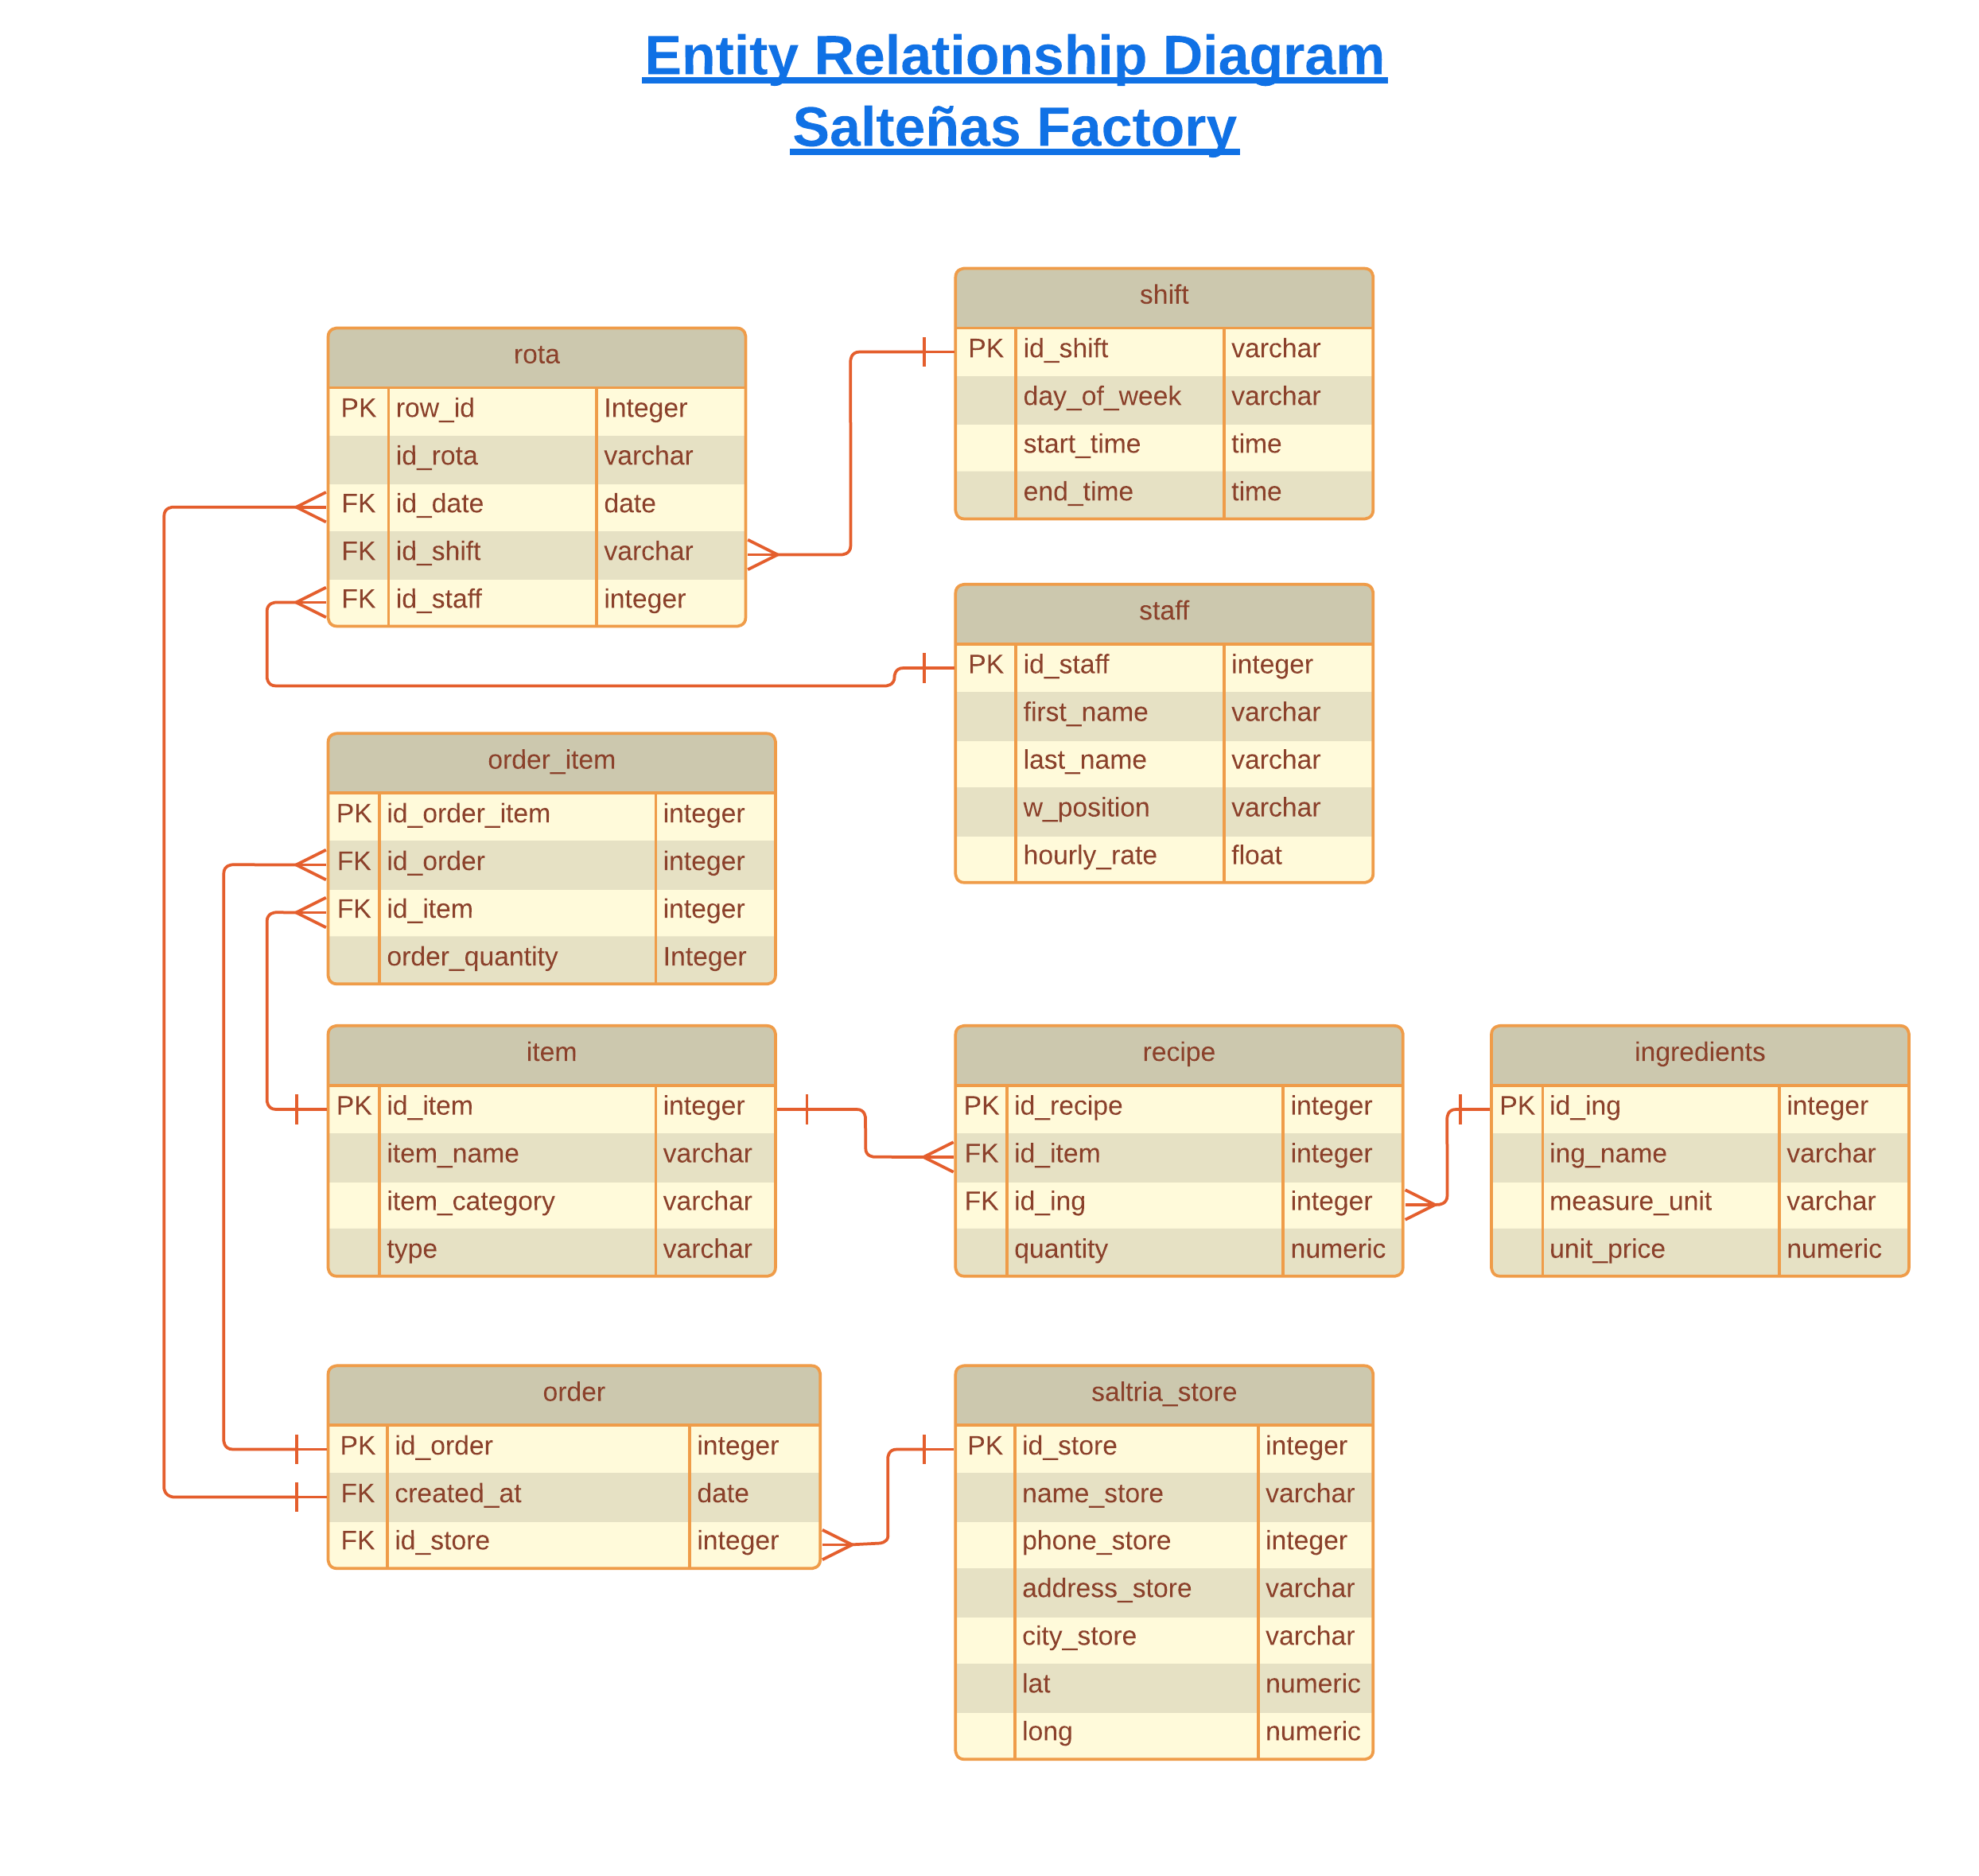 Entity Relationship Diagram
Salteñas Factory
shift
PK id_shift varchar
day_of_week varchar
start_time time
end_time time
rota
PK row_id Integer
id_rota varchar
FK id_date date
FK id_shift varchar
FK id_staff integer
staff
PK id_staff integer
first_name varchar
last_name varchar
w_position varchar
hourly_rate float
order_item
PK id_order_item integer
FK id_order integer
FK id_item integer
order_quantity Integer
item
PK id_item integer
item_name varchar
item_category varchar
type varchar
recipe
PK id_recipe integer
FK id_item integer
FK id_ing integer
quantity numeric
ingredients
PK id_ing integer
ing_name varchar
measure_unit varchar
unit_price numeric
order
PK id_order integer
FK created_at date
FK id_store integer
saltria_store
PK id_store integer
name_store varchar
phone_store integer
address_store varchar
city_store varchar
lat numeric
long numeric